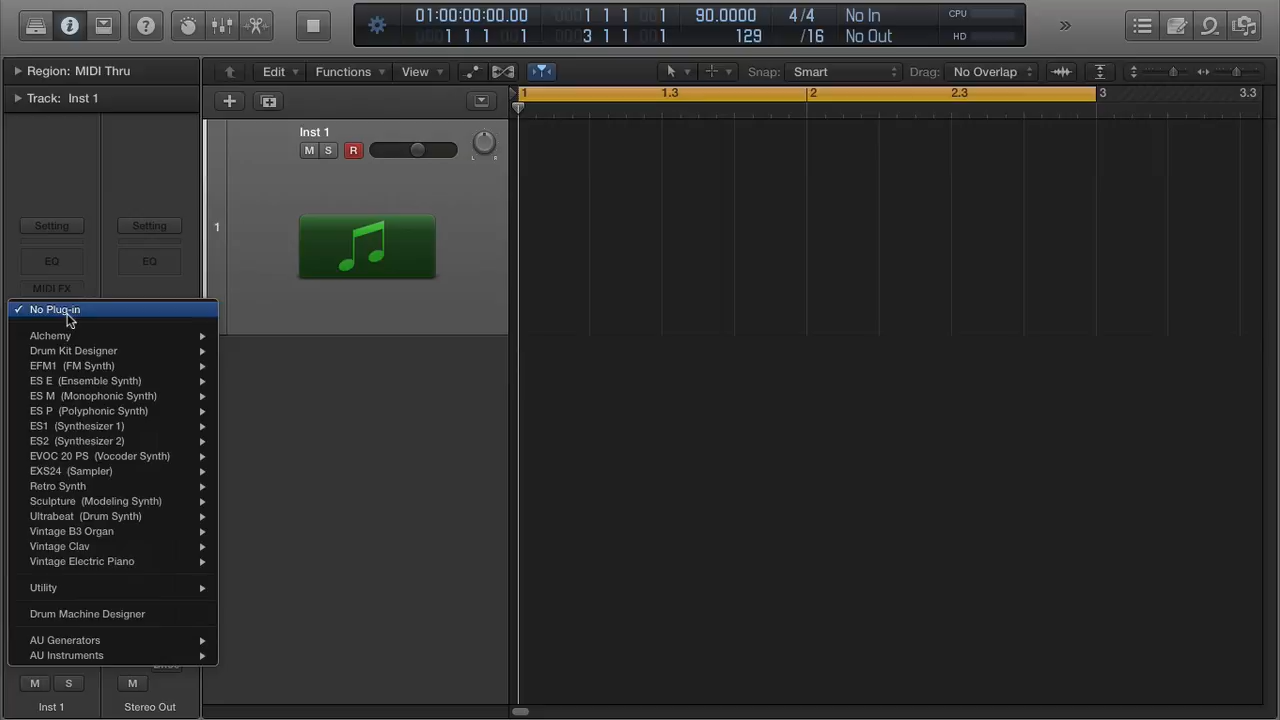 01:00:00:00.00 1 1 1 90.0000 4/4 No In CPU
1 1 1 1 3 1 1 1 129 /16 No Out HD
Region: MIDI Thru Edit Functions View Snap: Smart Drag: No Overlap
Track: Inst 1 1 1.3 2 2.3 3 3.3
Inst 1
M S R
L R
1
Setting Setting
EQ EQ
MIDI FX
✓ No Plug-in
Alchemy
Drum Kit Designer
EFM1 (FM Synth)
ES E (Ensemble Synth)
ES M (Monophonic Synth)
ES P (Polyphonic Synth)
ES1 (Synthesizer 1)
ES2 (Synthesizer 2)
EVOC 20 PS (Vocoder Synth)
EXS24 (Sampler)
Retro Synth
Sculpture (Modeling Synth)
Ultrabeat (Drum Synth)
Vintage B3 Organ
Vintage Clav
Vintage Electric Piano
Utility
Drum Machine Designer
AU Generators
AU Instruments
M S M
Inst 1 Stereo Out